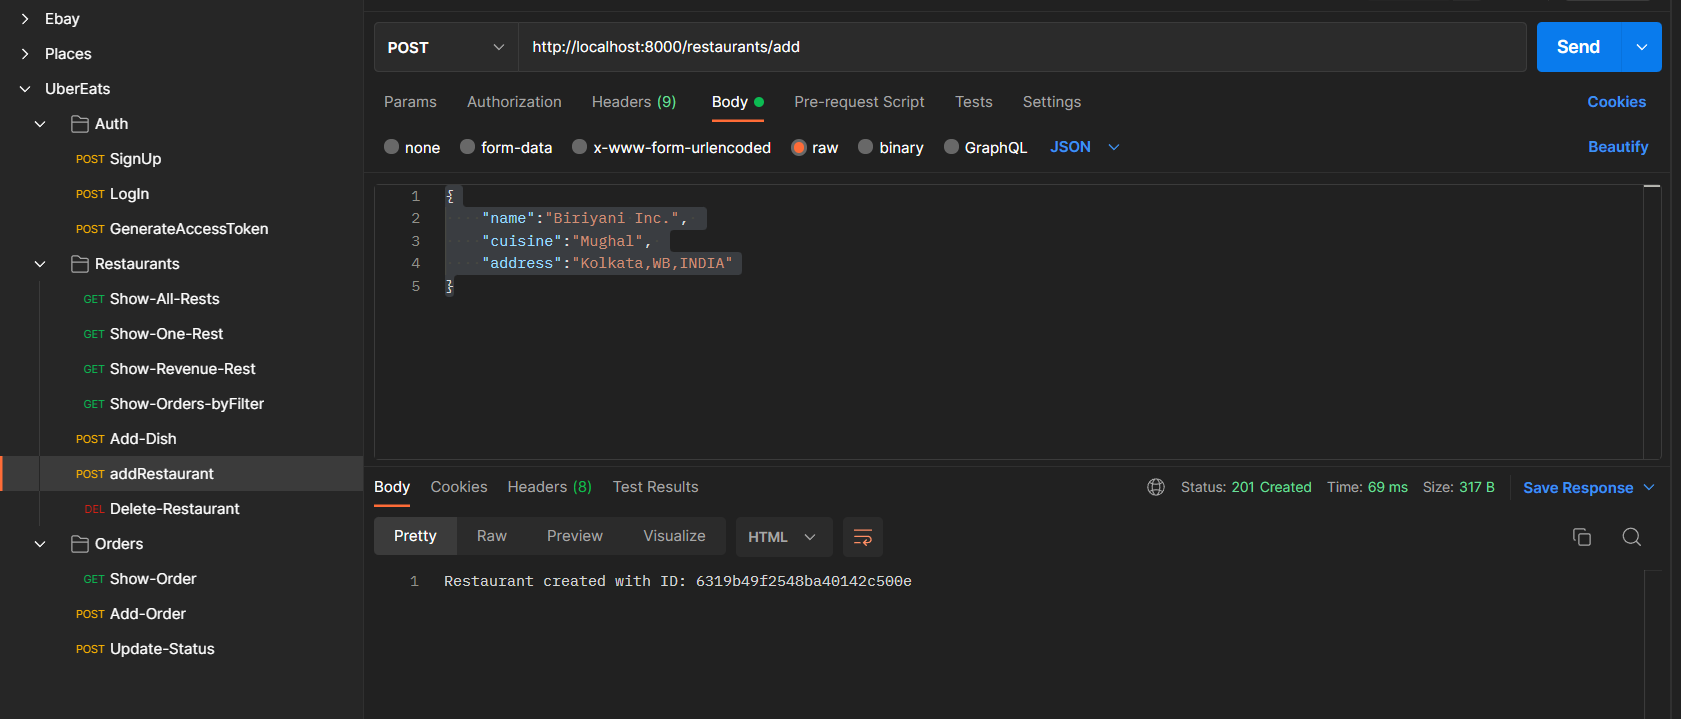 Ebay
Places
UberEats
Auth
POST SignUp
POST LogIn
POST GenerateAccessToken
Restaurants
GET Show-All-Rests
GET Show-One-Rest
GET Show-Revenue-Rest
GET Show-Orders-byFilter
POST Add-Dish
POST addRestaurant
DEL Delete-Restaurant
Orders
GET Show-Order
POST Add-Order
POST Update-Status
POST http://localhost:8000/restaurants/add Send
Params Authorization Headers (9) Body Pre-request Script Tests Settings Cookies
none form-data x-www-form-urlencoded raw binary GraphQL JSON Beautify
1 {
2 "name":"Biriyani Inc.",
3 "cuisine":"Mughal",
4 "address":"Kolkata,WB,INDIA"
5 }
Body Cookies Headers (8) Test Results Status: 201 Created Time: 69 ms Size: 317 B Save Response
Pretty Raw Preview Visualize HTML
1 Restaurant created with ID: 6319b49f2548ba40142c500e